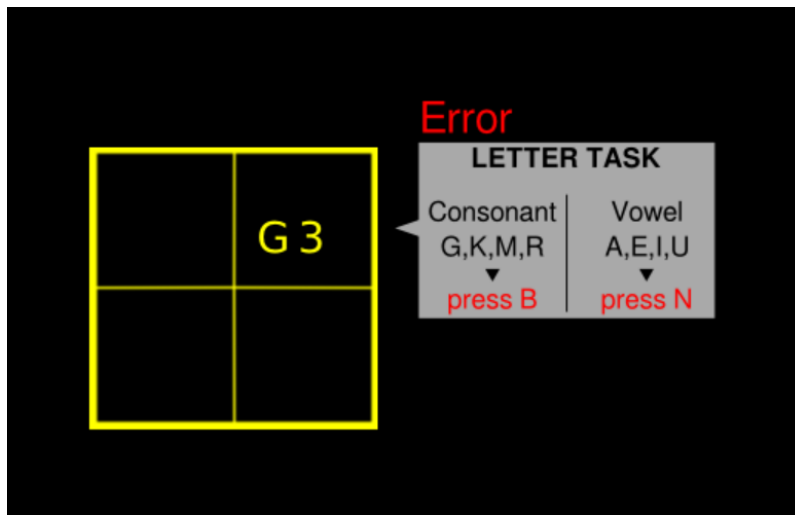 Error
LETTER TASK
Consonant Vowel
G 3
G,K,M,R A,E,I,U
press B press N